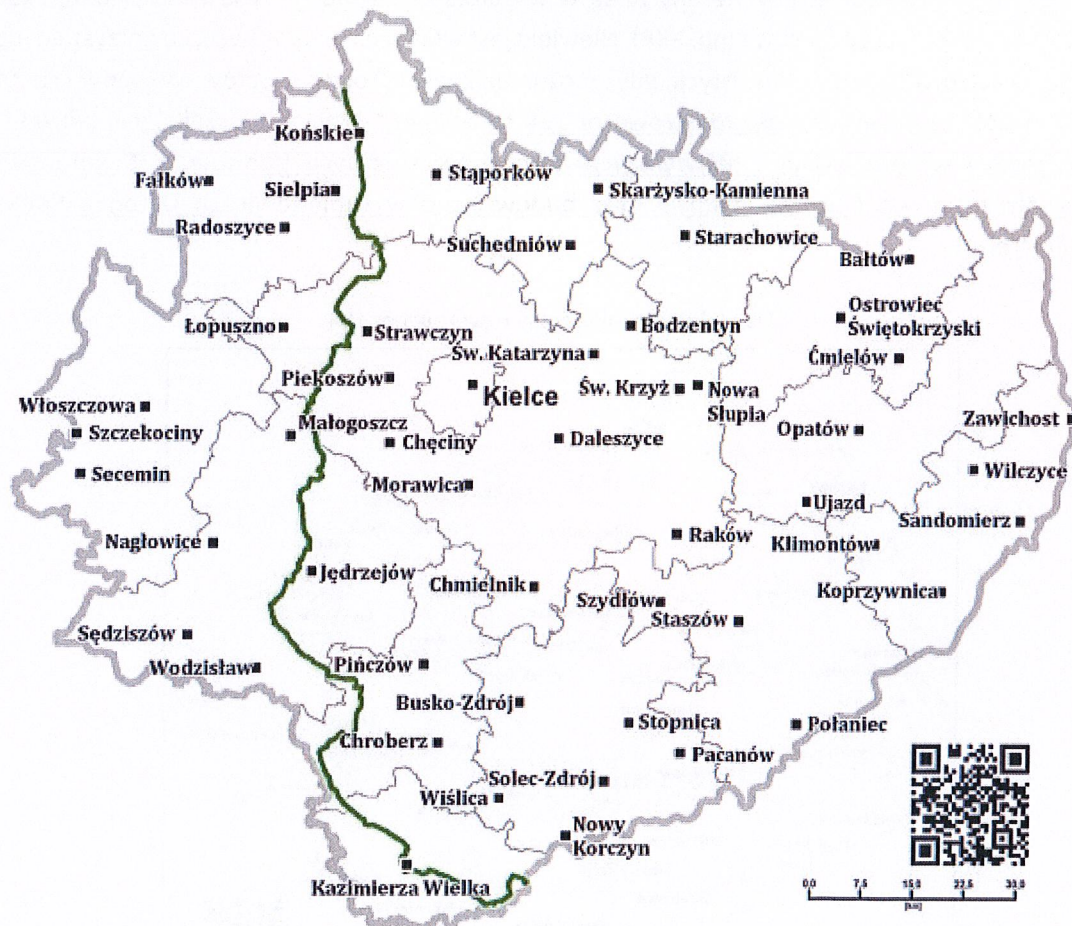 Końskie
Fałków
Sielpia
Stąporków
Skarżysko-Kamienna
Radoszyce
Suchedniów
Starachowice
Bałtów
Łopuszno
Strawczyn
Bodzentyn
Ostrowiec
Świętokrzyski
Św. Katarzyna
Ćmielów
Piekoszów
Kielce
Św. Krzyż
Nowa
Słupia
Włoszczowa
Małogoszcz
Zawichost
Szczekociny
Chęciny
Daleszyce
Opatów
Secemin
Morawica
Wilczyce
Ujazd
Sandomierz
Nagłowice
Raków
Klimontów
Jędrzejów
Chmielnik
Szydłów
Koprzywnica
Staszów
Sędziszów
Wodzisław
Pińczów
Busko-Zdrój
Stopnica
Połaniec
Chroberz
Pacanów
Solec-Zdrój
Wiślica
Nowy
Korczyn
Kazimierza Wielka
0,0 7,5 15,0 22,5 30,0
[km]